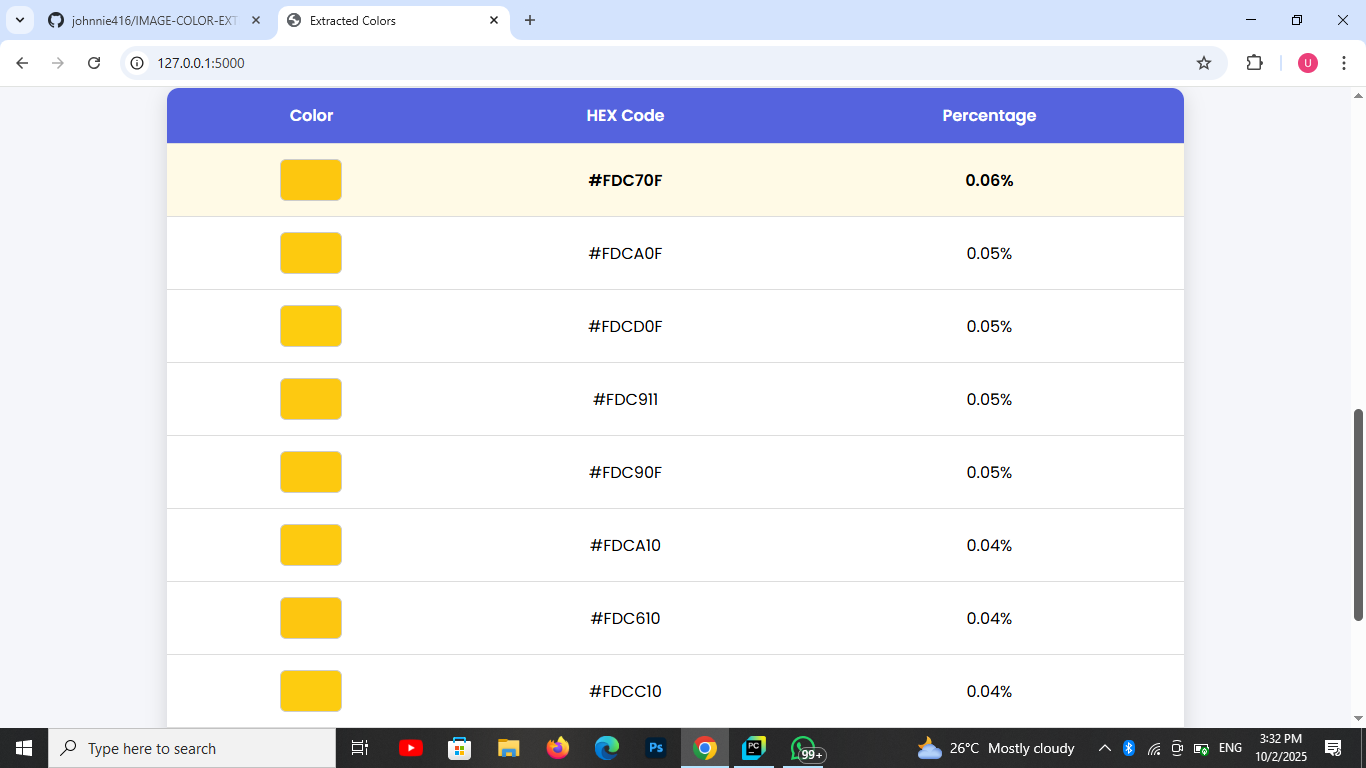 johnnie416/IMAGE-COLOR-EXT
Extracted Colors
127.0.0.1:5000
U
Color HEX Code Percentage
#FDC70F 0.06%
#FDCA0F 0.05%
#FDCD0F 0.05%
#FDC911 0.05%
#FDC90F 0.05%
#FDCA10 0.04%
#FDC610 0.04%
#FDCC10 0.04%
Type here to search
Ps
PC
99+
26°C Mostly cloudy
ENG
3:32 PM
10/2/2025